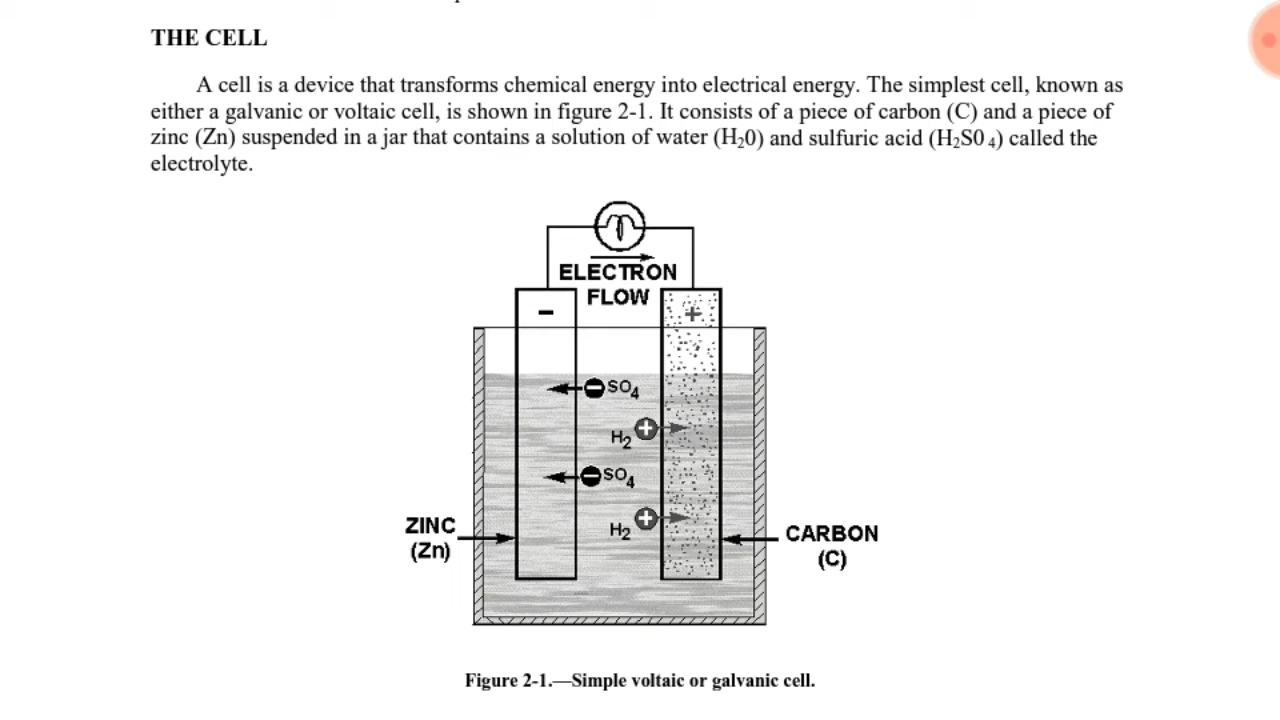 THE CELL
A cell is a device that transforms chemical energy into electrical energy. The simplest cell, known as
either a galvanic or voltaic cell, is shown in figure 2-1. It consists of a piece of carbon (C) and a piece of
zinc (Zn) suspended in a jar that contains a solution of water (H₂0) and sulfuric acid (H₂S0 ₄) called the
electrolyte.
ELECTRON
FLOW
− +
SO₄
H₂
SO₄
H₂
ZINC
(Zn)
CARBON
(C)
Figure 2-1.—Simple voltaic or galvanic cell.